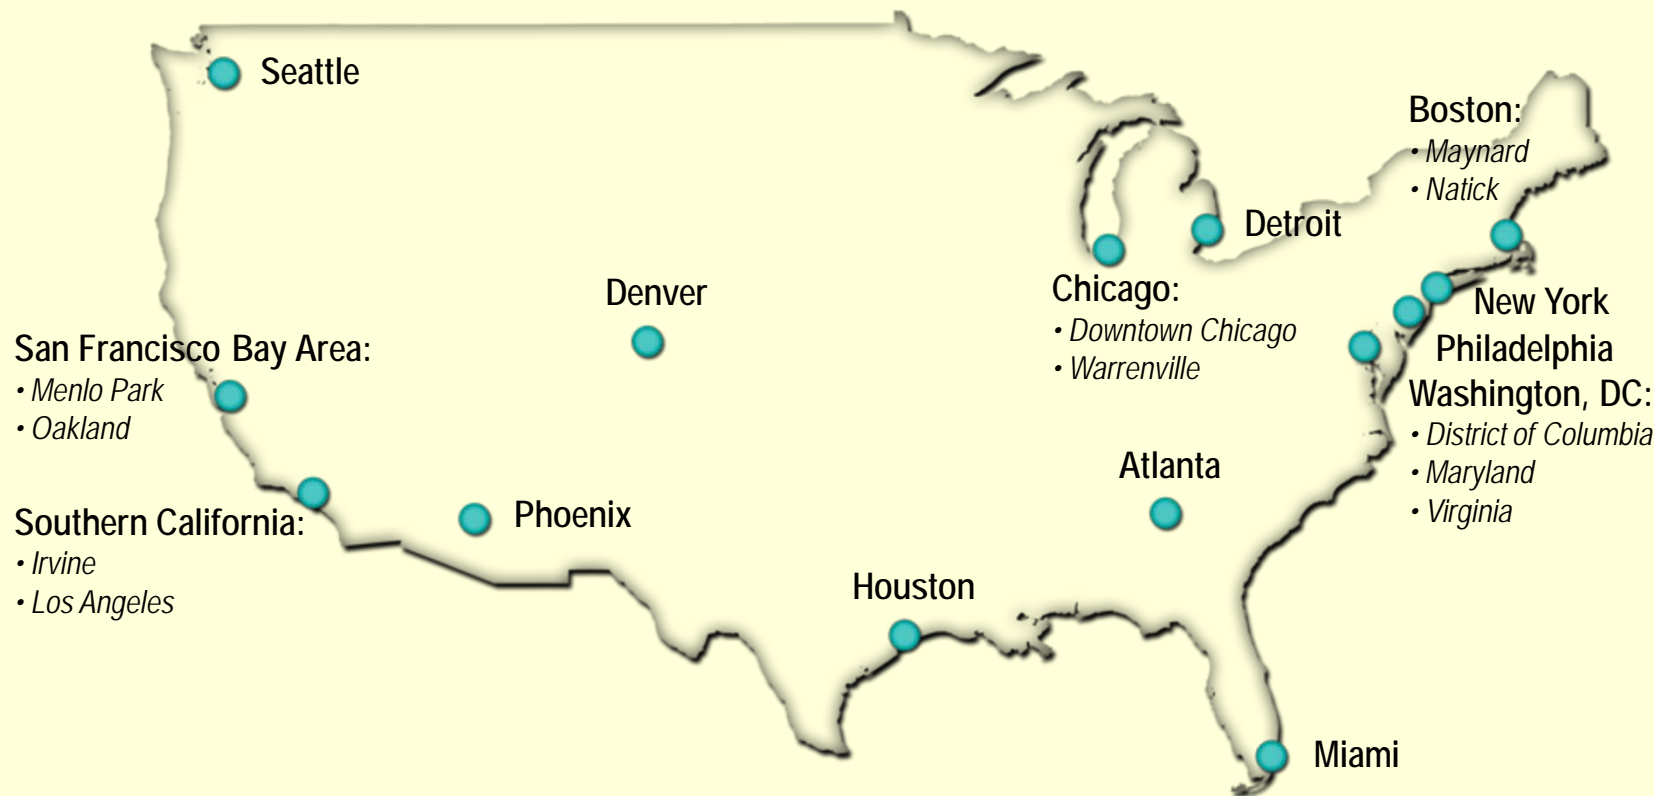 Seattle
Boston:
• Maynard
• Natick
Detroit
Denver
Chicago:
• Downtown Chicago
• Warrenville
New York
Philadelphia
Washington, DC:
• District of Columbia
• Maryland
• Virginia
San Francisco Bay Area:
• Menlo Park
• Oakland
Atlanta
Phoenix
Southern California:
• Irvine
• Los Angeles
Houston
Miami